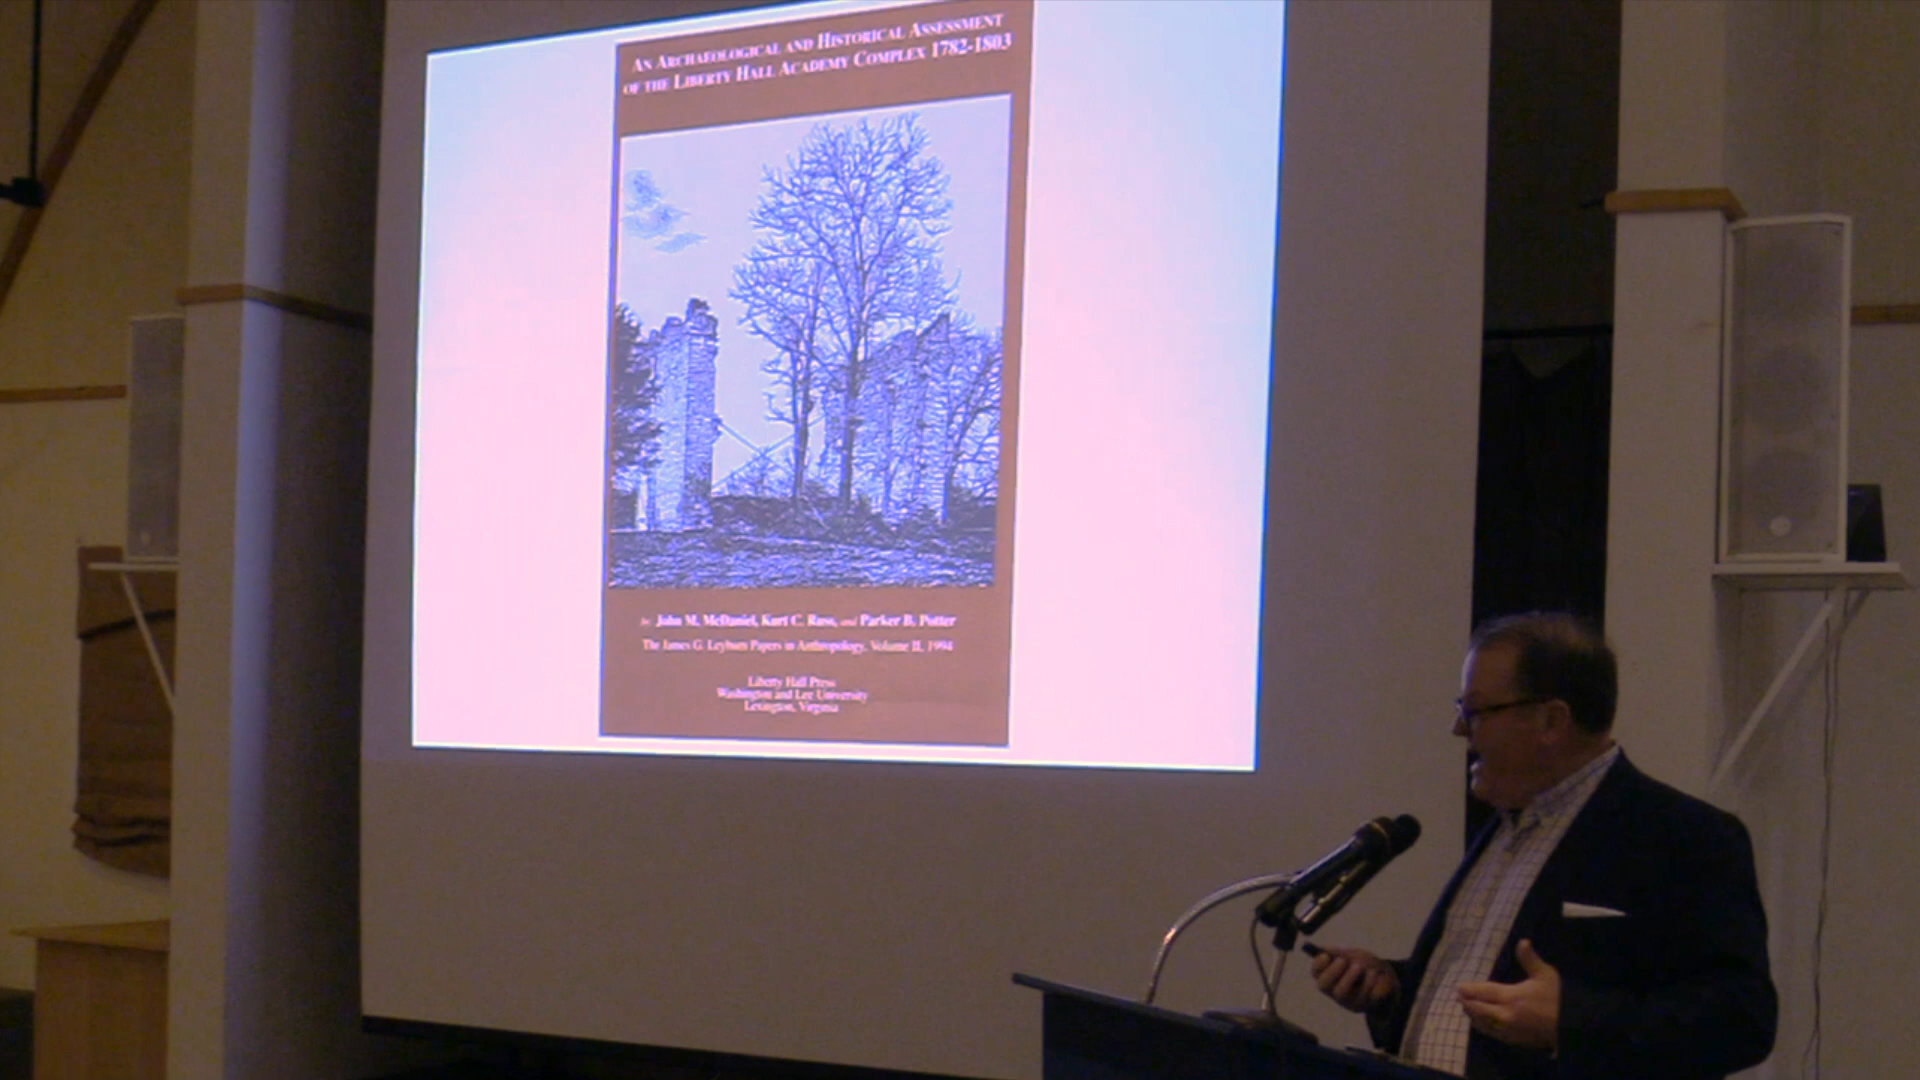 AN ARCHAEOLOGICAL AND HISTORICAL ASSESSMENT
OF THE LIBERTY HALL ACADEMY COMPLEX 1782-1803
by John M. McDaniel, Kurt C. Russ, and Parker B. Potter
The James G. Leyburn Papers in Anthropology, Volume II, 1994
Liberty Hall Press
Washington and Lee University
Lexington, Virginia